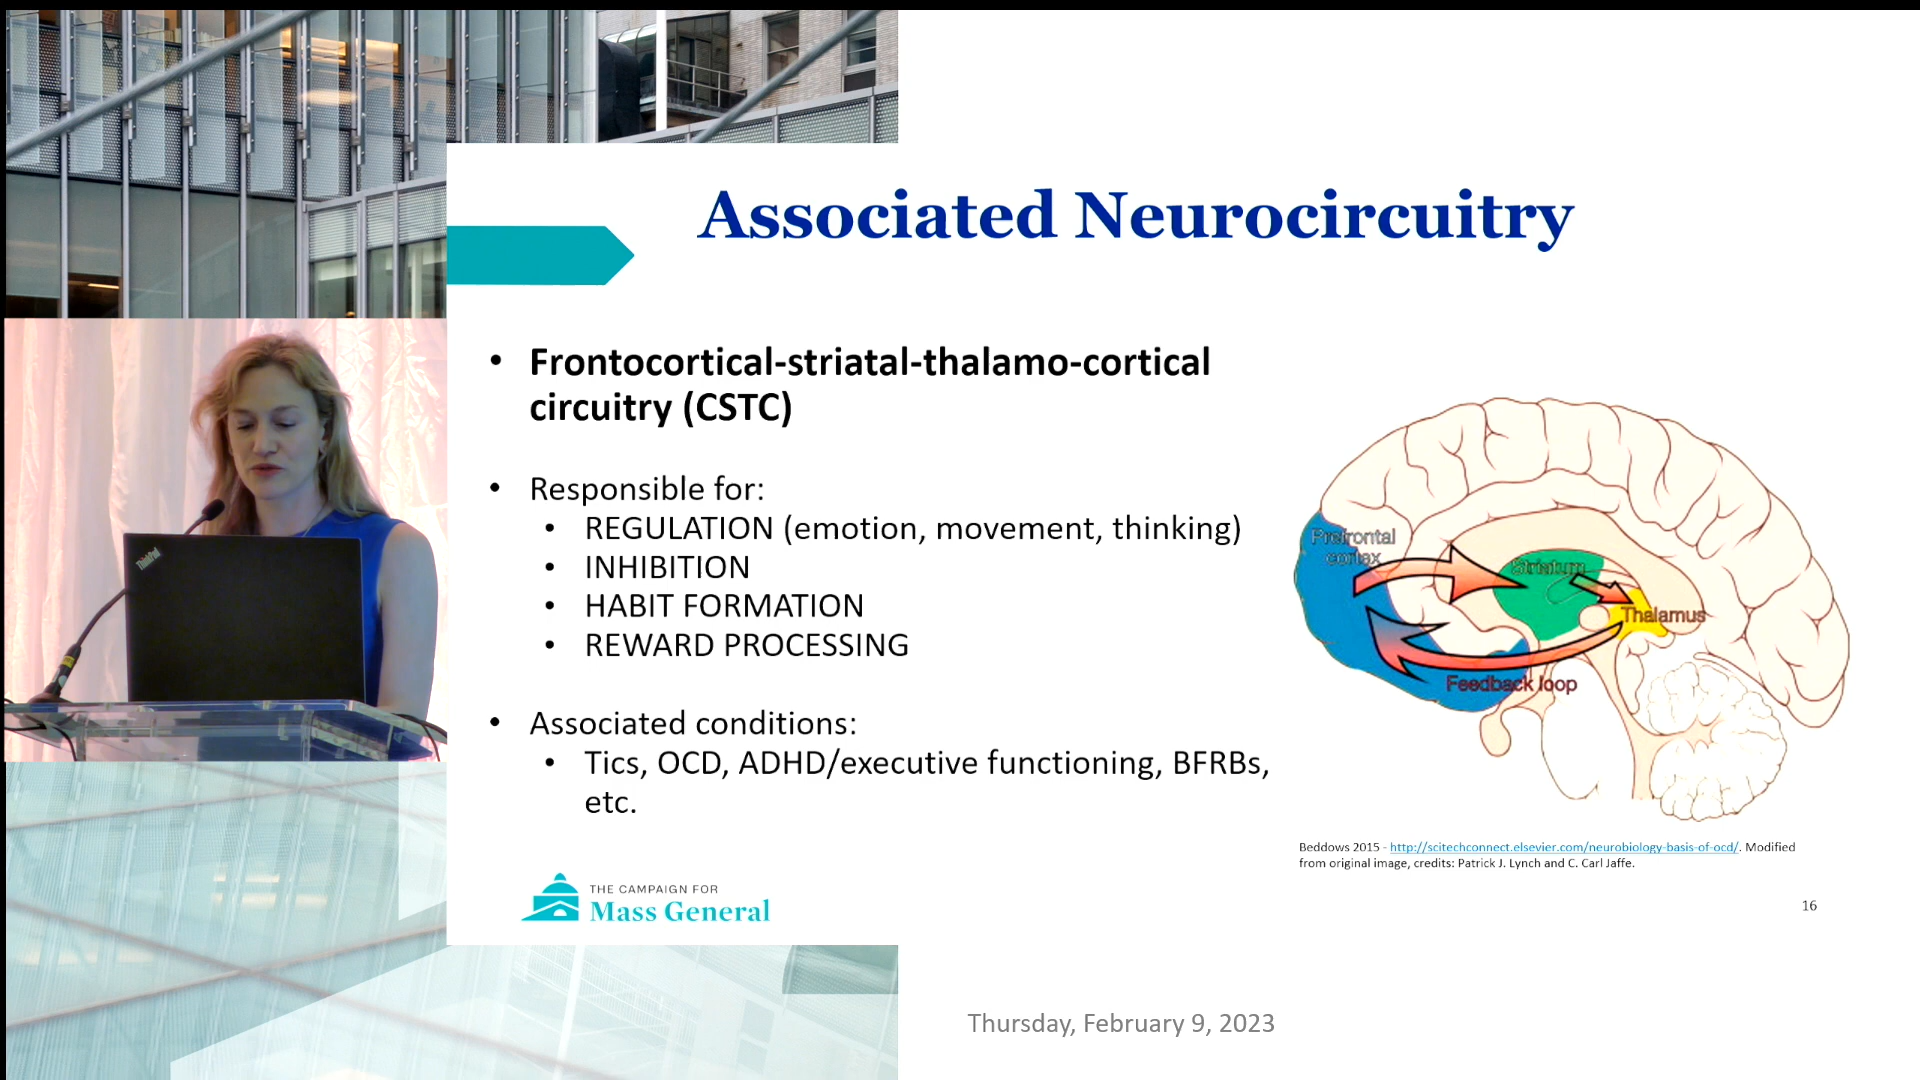 Associated Neurocircuitry
• Frontocortical-striatal-thalamo-cortical
circuitry (CSTC)
• Responsible for:
• REGULATION (emotion, movement, thinking)
• INHIBITION
• HABIT FORMATION
• REWARD PROCESSING
• Associated conditions:
• Tics, OCD, ADHD/executive functioning, BFRBs,
etc.
Prefrontal
cortex
Striatum
Thalamus
Feedback loop
Beddows 2015 - http://scitechconnect.elsevier.com/neurobiology-basis-of-ocd/. Modified
from original image, credits: Patrick J. Lynch and C. Carl Jaffe.
THE CAMPAIGN FOR
Mass General
16
ThinkPad
Thursday, February 9, 2023